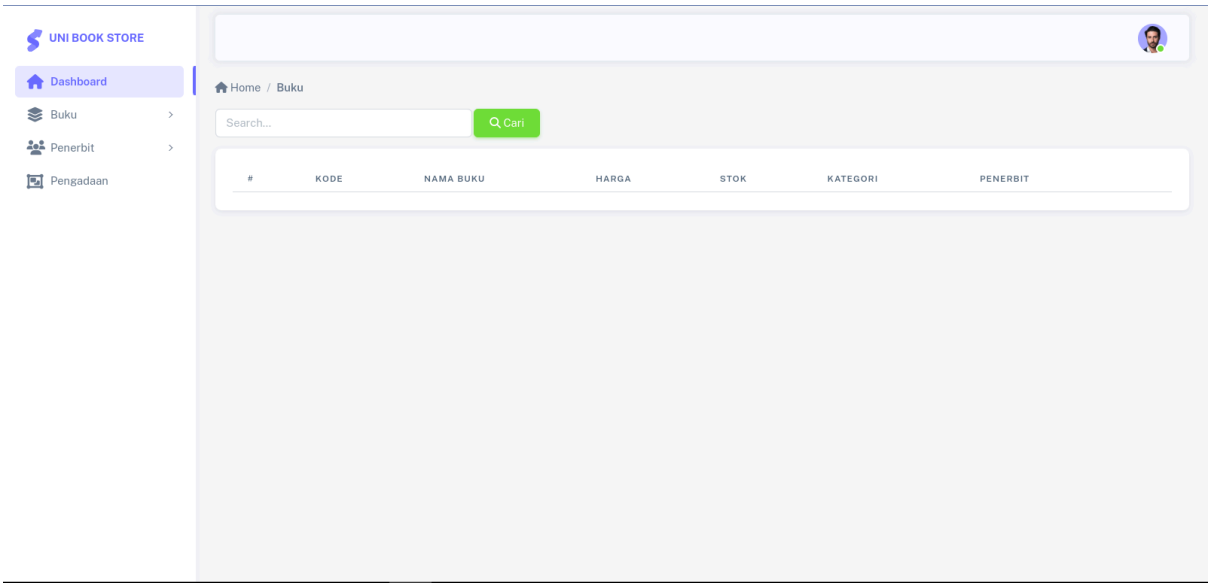 UNI BOOK STORE
Dashboard
Buku
Penerbit
Pengadaan
Home / Buku
Search...
Cari
# KODE NAMA BUKU HARGA STOK KATEGORI PENERBIT